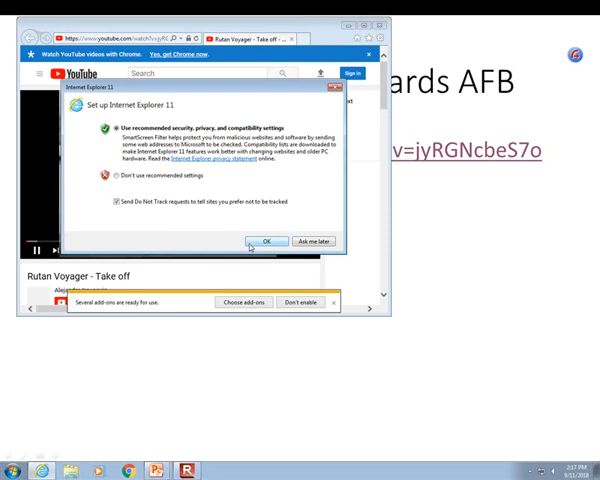 https://www.youtube.com/watch?v=jyRG
Rutan Voyager - Take off - ...
Watch YouTube videos with Chrome. Yes, get Chrome now.
YouTube
Search
Sign in
ards AFB
Internet Explorer 11
Set up Internet Explorer 11
Use recommended security, privacy, and compatibility settings
SmartScreen Filter helps protect you from malicious websites and software by sending
some web addresses to Microsoft to be checked. Compatibility lists are downloaded
to make Internet Explorer 11 features work better with changing websites and older PC
hardware. Read the Internet Explorer privacy statement online.
v=jyRGNcbeS7o
Don't use recommended settings
Send Do Not Track requests to tell sites you prefer not to be tracked
OK
Ask me later
Rutan Voyager - Take off
Several add-ons are ready for use.
Choose add-ons
Don't enable
2:17 PM
9/11/2018